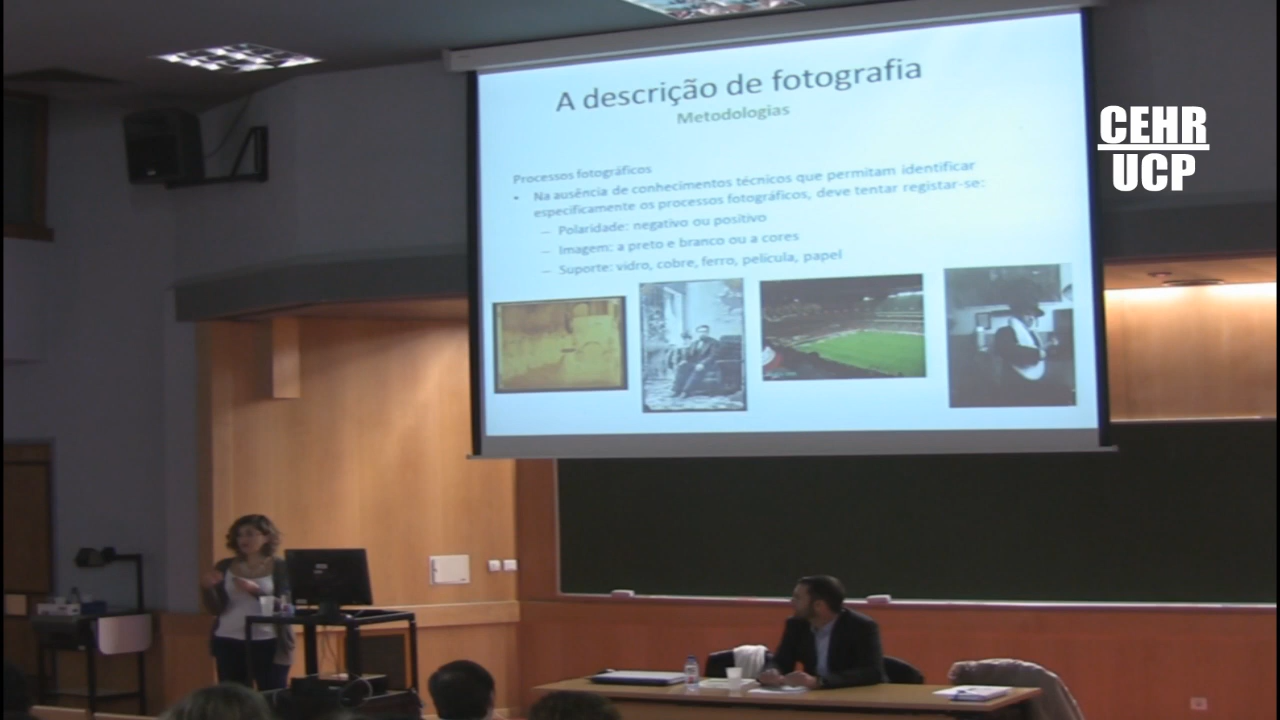 A descrição de fotografia
Metodologias
Processos fotográficos
• Na ausência de conhecimentos técnicos que permitam identificar
especificamente os processos fotográficos, deve tentar registar-se:
– Polaridade: negativo ou positivo
– Imagem: a preto e branco ou a cores
– Suporte: vidro, cobre, ferro, película, papel
CEHR
UCP